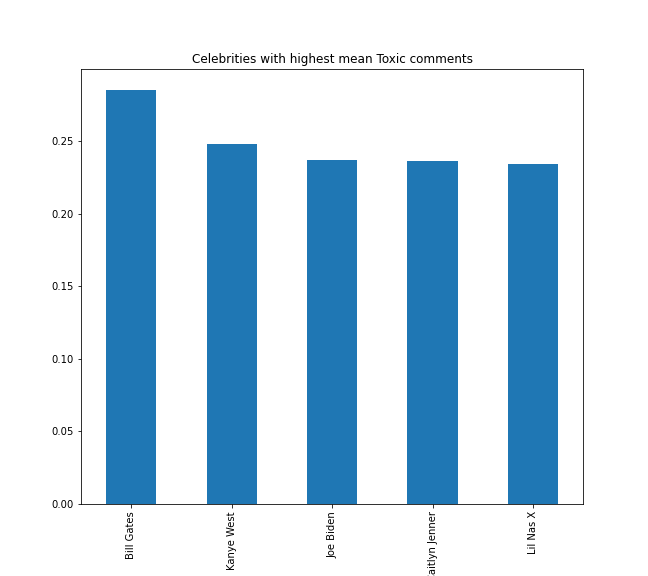 Celebrities with highest mean Toxic comments
0.25
0.20
0.15
0.10
0.05
0.00
Bill Gates
Kanye West
Joe Biden
aitlyn Jenner
Lil Nas X